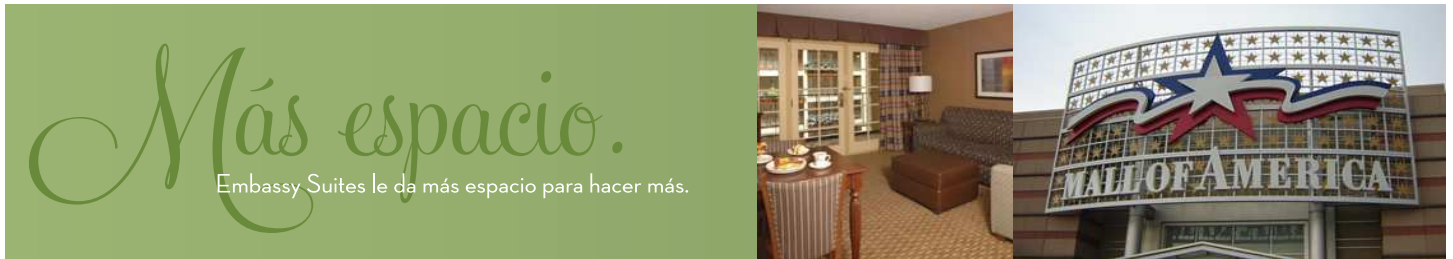 Más espacio.
Embassy Suites le da más espacio para hacer más.
MALL OF AMERICA